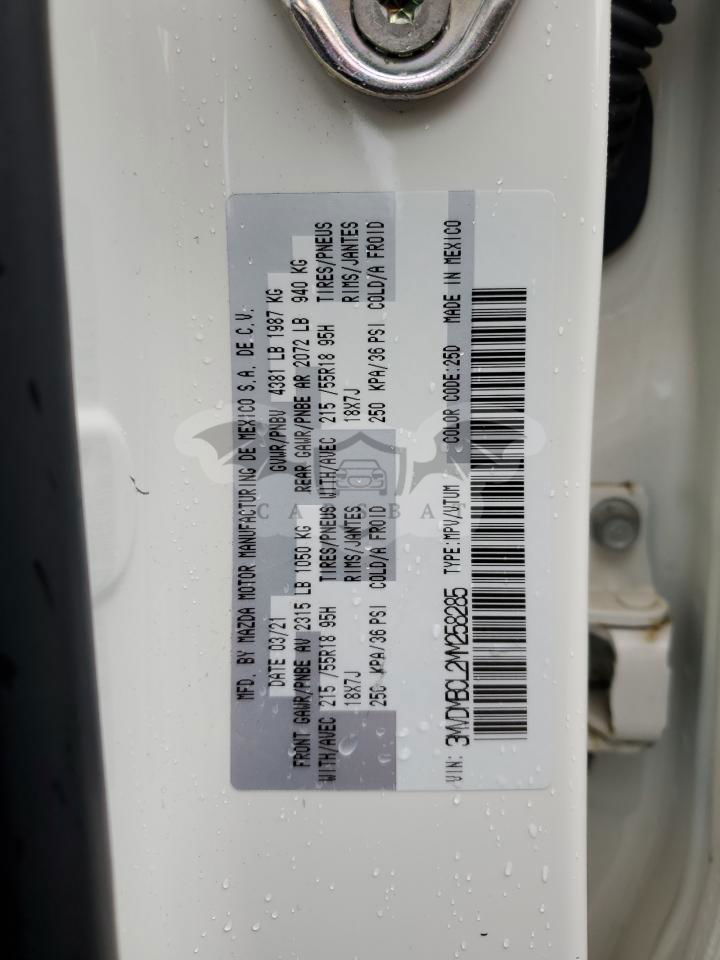 MFD. BY MAZDA MOTOR MANUFACTURING DE MEXICO S.A. DE C.V.
DATE 03/21 GVWR/PNBV 4381 LB 1987 KG
FRONT GAWR/PNBE AV 2315 LB 1050 KG REAR GAWR/PNBE AR 2072 LB 940 KG
WITH/AVEC 215 /55R18 95H TIRES/PNEUS WITH/AVEC 215 /55R18 95H TIRES/PNEUS
18X7J RIMS/JANTES 18X7J RIMS/JANTES
250 KPA/36 PSI COLD/A FROID 250 KPA/36 PSI COLD/A FROID
VIN: 3MVDMBCL2MM258285 TYPE:MPV/VTUM COLOR CODE:25D MADE IN MEXICO